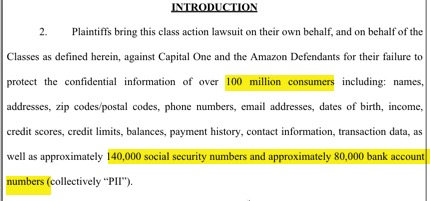 INTRODUCTION
2. Plaintiffs bring this class action lawsuit on their own behalf, and on behalf of the
Classes as defined herein, against Capital One and the Amazon Defendants for their failure to
protect the confidential information of over 100 million consumers including: names,
addresses, zip codes/postal codes, phone numbers, email addresses, dates of birth, income,
credit scores, credit limits, balances, payment history, contact information, transaction data, as
well as approximately 140,000 social security numbers and approximately 80,000 bank account
numbers (collectively “PII”).